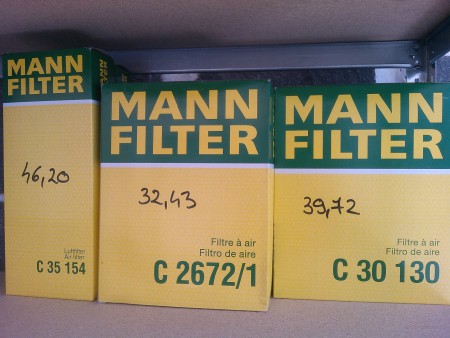 MANN
FILTER
46,20
Luftfilter
Air filter
C 35 154
MANN
FILTER
32,43
Filtre à air
Filtro de aire
C 2672/1
MANN
FILTER
39,72
Filtre à air
Filtro de aire
C 30 130